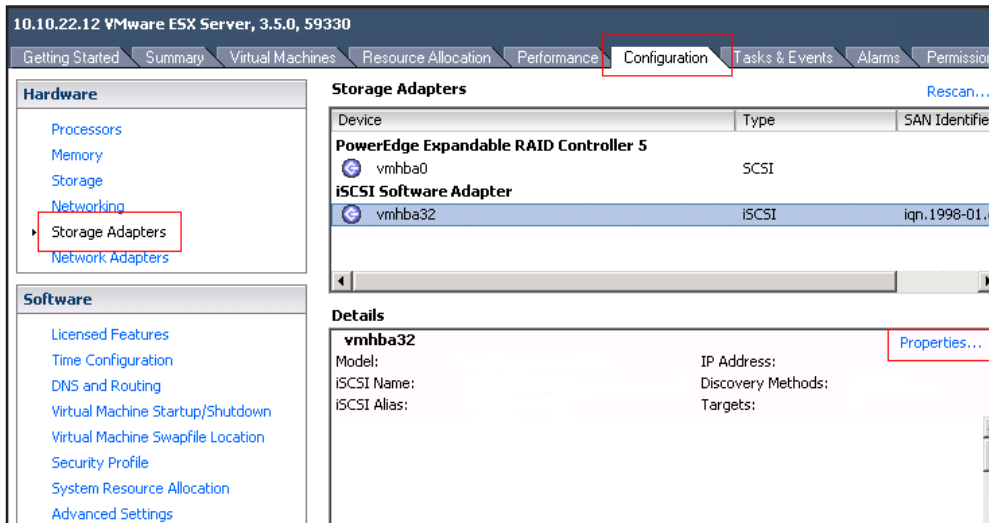 10.10.22.12 VMware ESX Server, 3.5.0, 59330
Getting Started Summary Virtual Machines Resource Allocation Performance Configuration Tasks & Events Alarms Permission
Hardware
Processors
Memory
Storage
Networking
Storage Adapters
Network Adapters
Software
Licensed Features
Time Configuration
DNS and Routing
Virtual Machine Startup/Shutdown
Virtual Machine Swapfile Location
Security Profile
System Resource Allocation
Advanced Settings
Storage Adapters Rescan...
Device Type SAN Identifie
PowerEdge Expandable RAID Controller 5
vmhba0 SCSI
iSCSI Software Adapter
vmhba32 iSCSI iqn.1998-01.
Details
vmhba32 Properties...
Model: IP Address:
iSCSI Name: Discovery Methods:
iSCSI Alias: Targets: